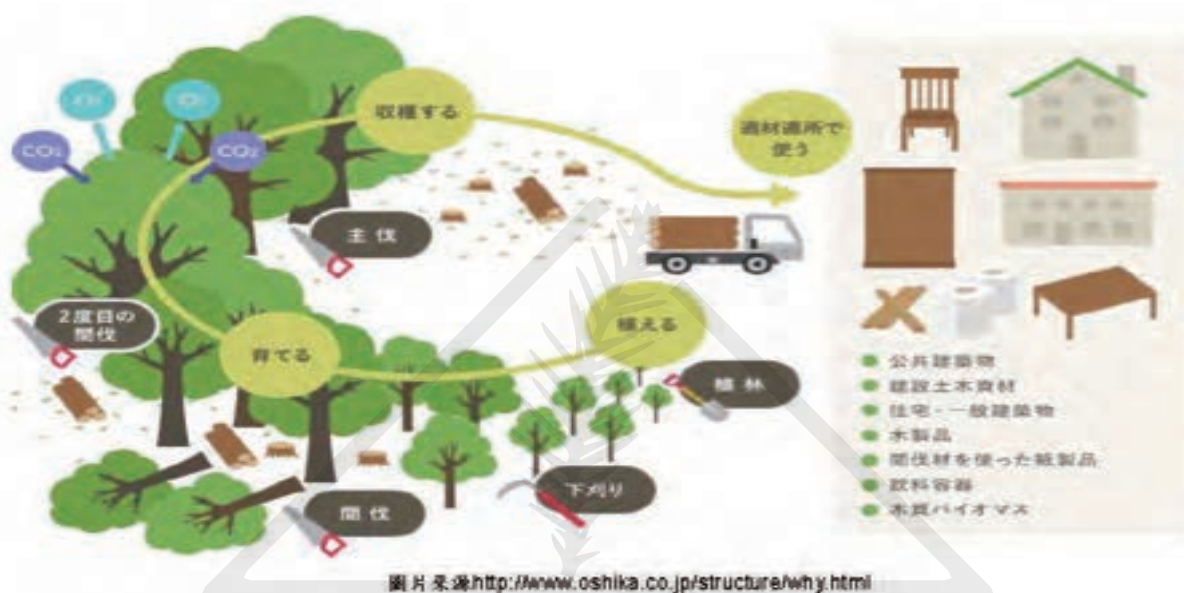 収穫する
適材適所で
使う
O₂
O₂
CO₂
CO₂
主伐
2度目の
間伐
育てる
植える
植林
下刈り
間伐
公共建築物
建設土木資材
住宅・一般建築物
木製品
間伐材を使った紙製品
飲料容器
木質バイオマス
圖片來源http://www.oshika.co.jp/structure/why.html